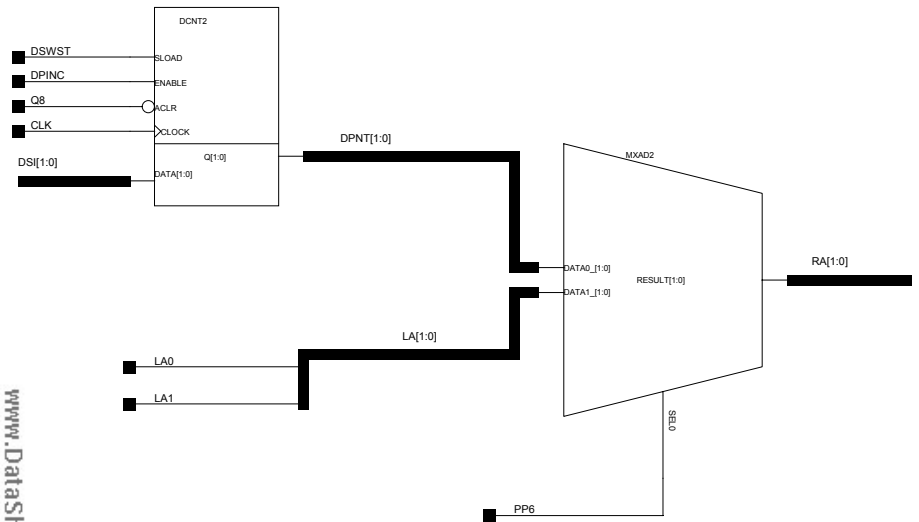 DCNT2
DSWST
SLOAD
DPINC
ENABLE
Q8
ACLR
CLK
CLOCK
DSI[1:0]
Q[1:0]
DATA[1:0]
DPNT[1:0]
MXAD2
DATA0_[1:0]
DATA1_[1:0]
RESULT[1:0]
RA[1:0]
LA[1:0]
LA0
LA1
SEL0
PP6